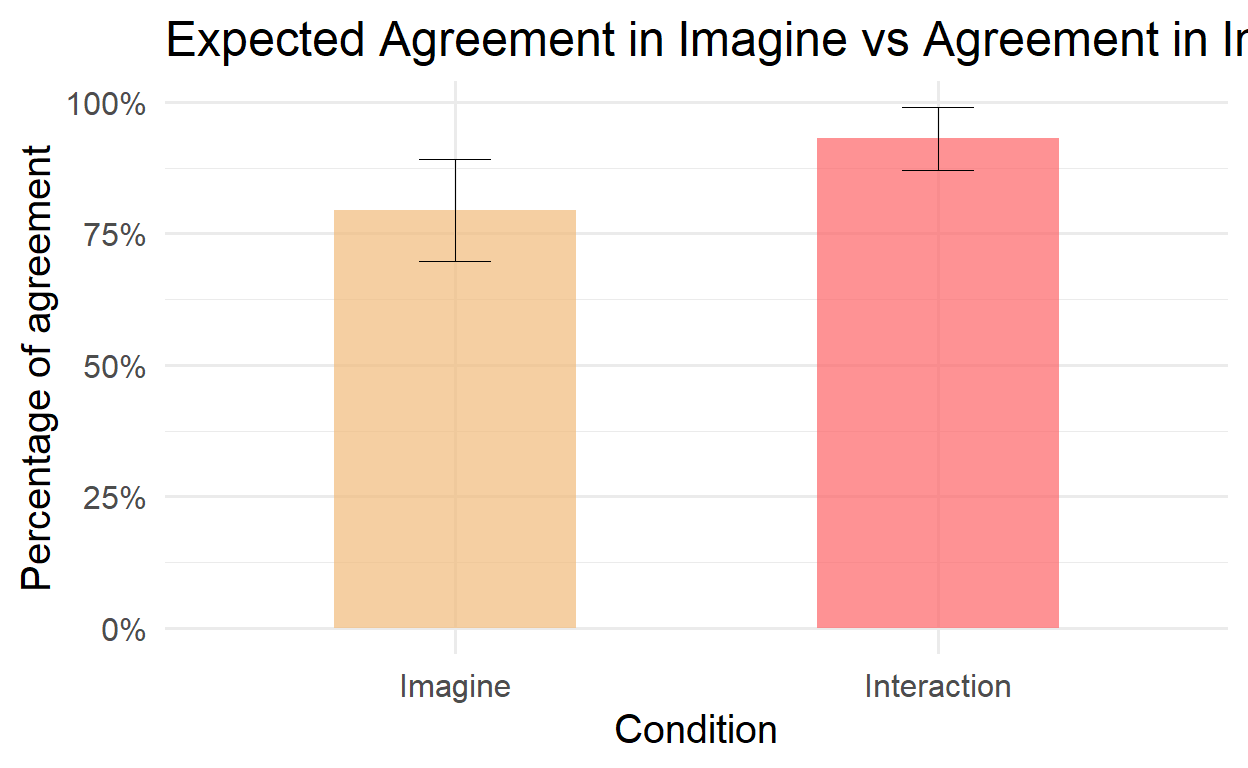 Expected Agreement in Imagine vs Agreement in
100%
75%
50%
25%
0%
Percentage of agreement
Imagine
Interaction
Condition